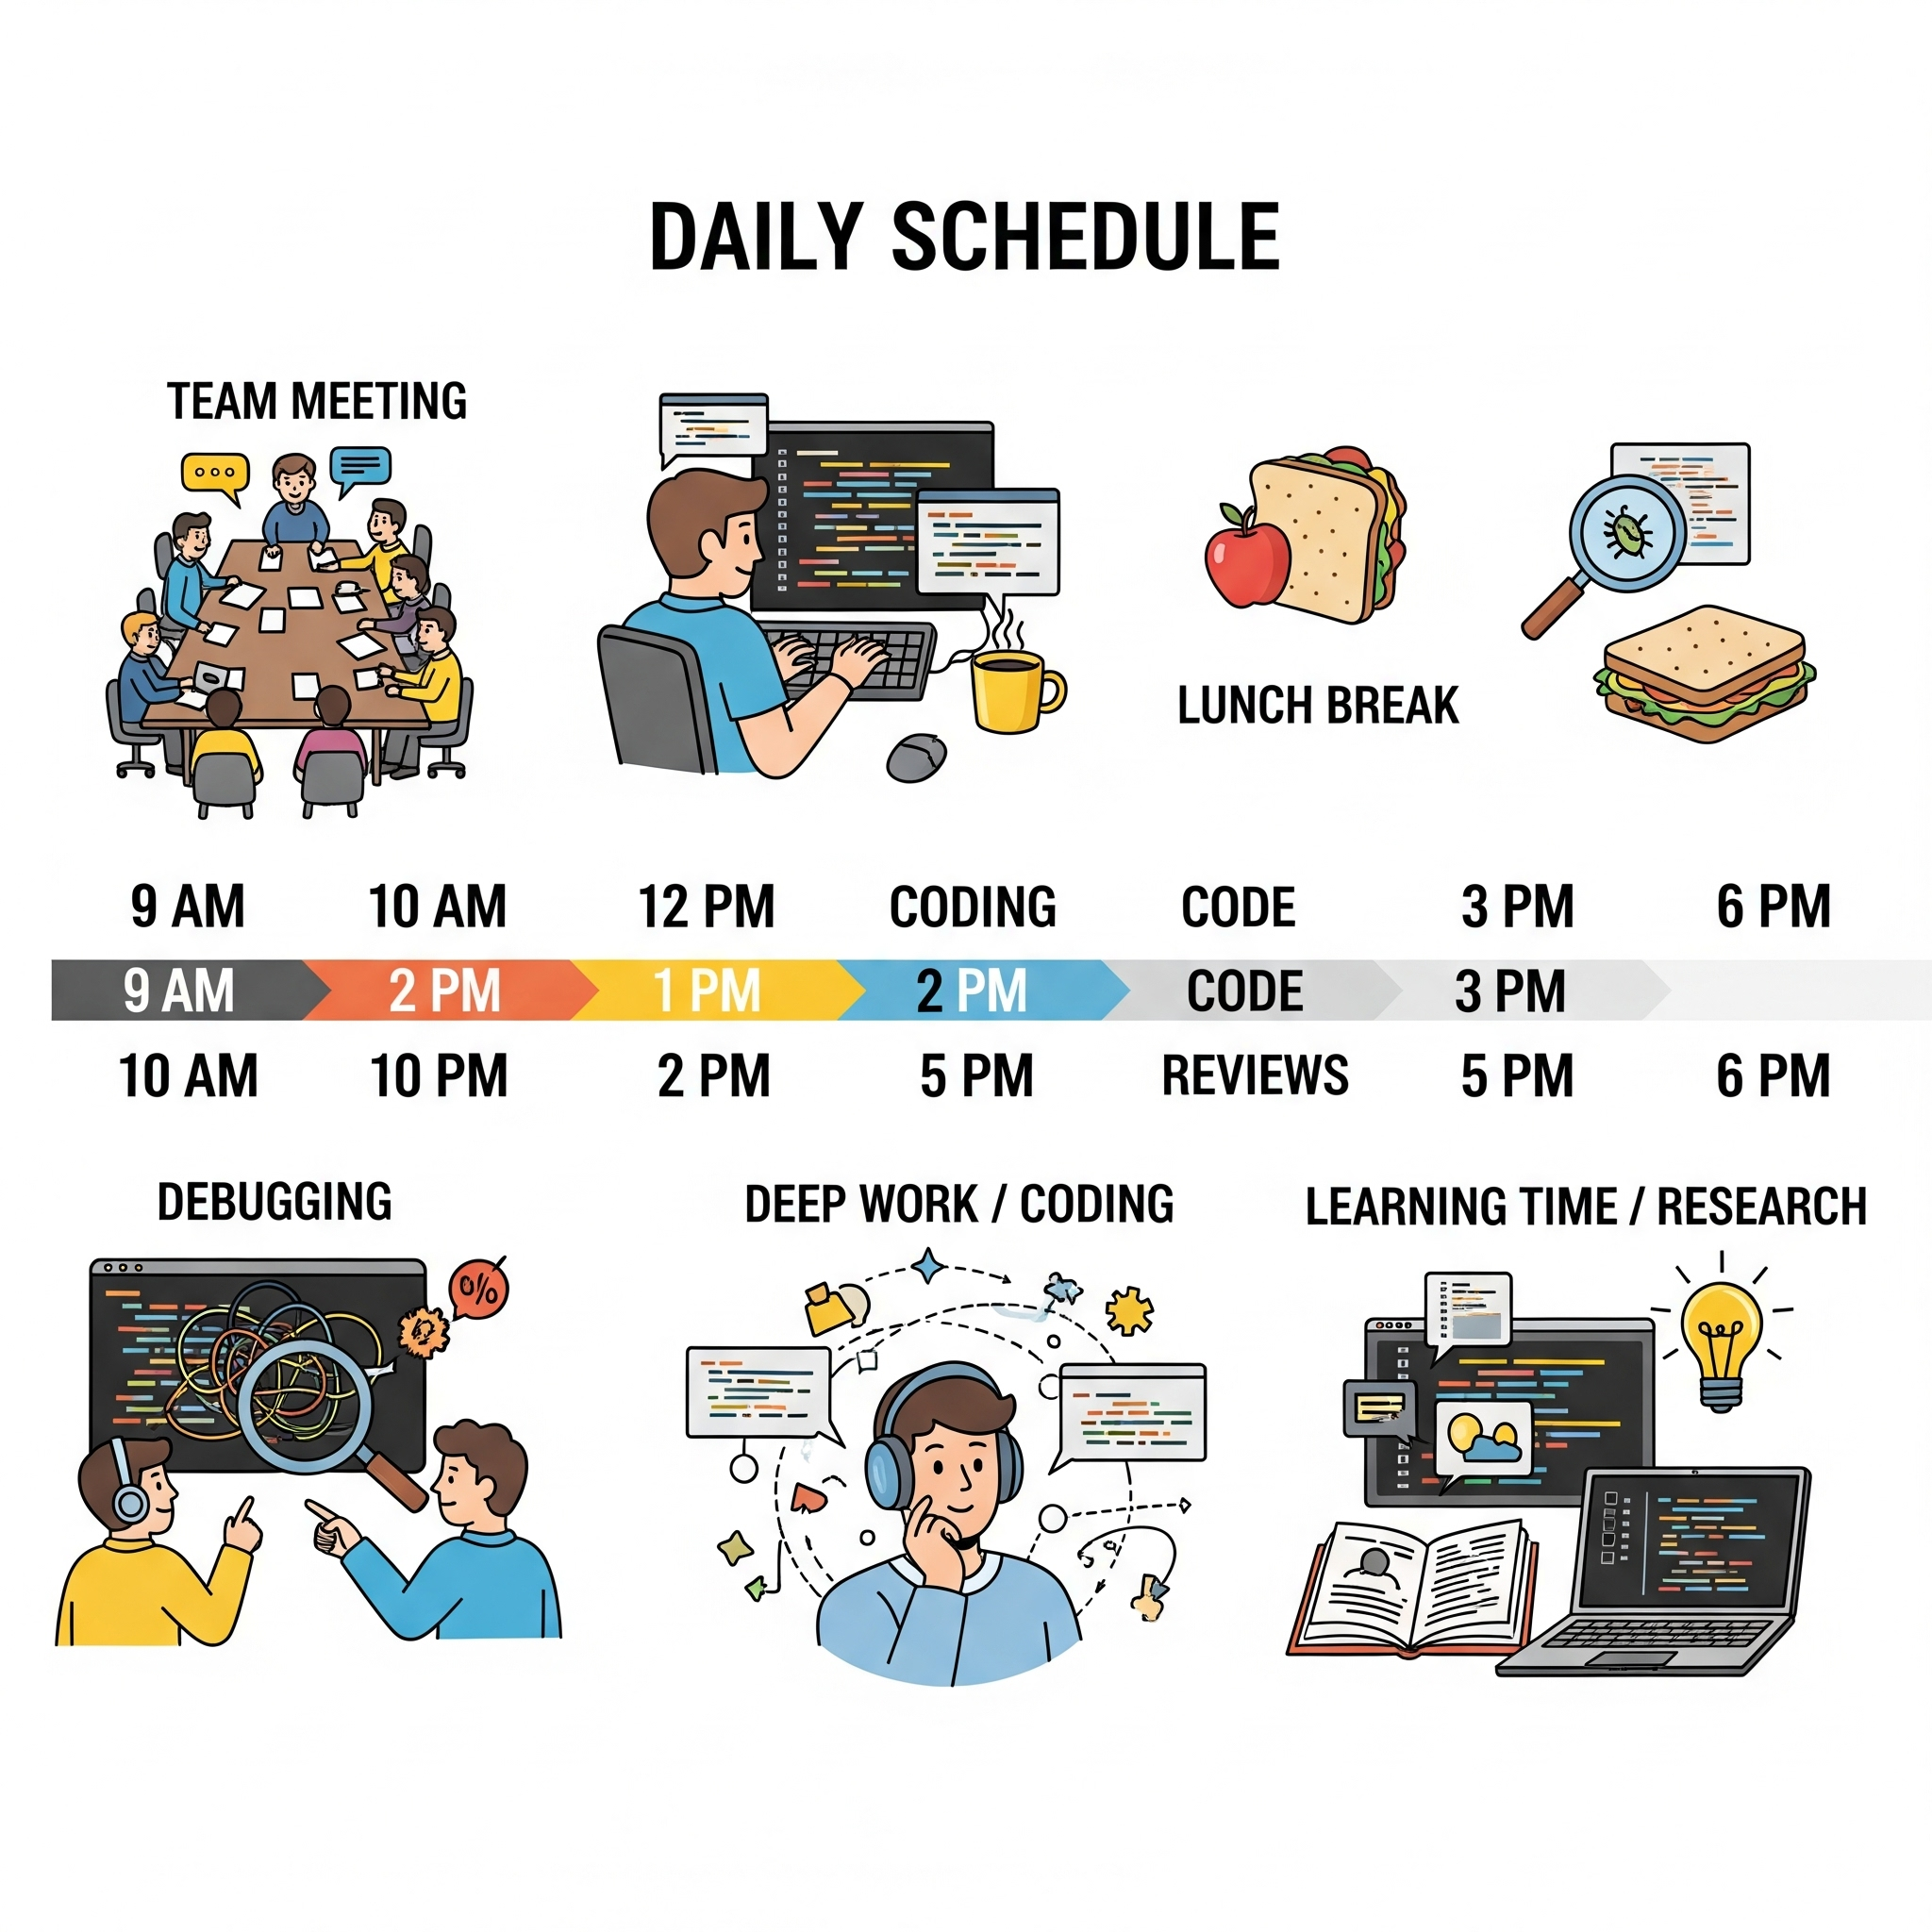 DAILY SCHEDULE
TEAM MEETING
LUNCH BREAK
9 AM 10 AM 12 PM CODING CODE 3 PM 6 PM
9 AM 2 PM 1 PM 2 PM CODE 3 PM
10 AM 10 PM 2 PM 5 PM REVIEWS 5 PM 6 PM
DEBUGGING
DEEP WORK / CODING
LEARNING TIME / RESEARCH
%